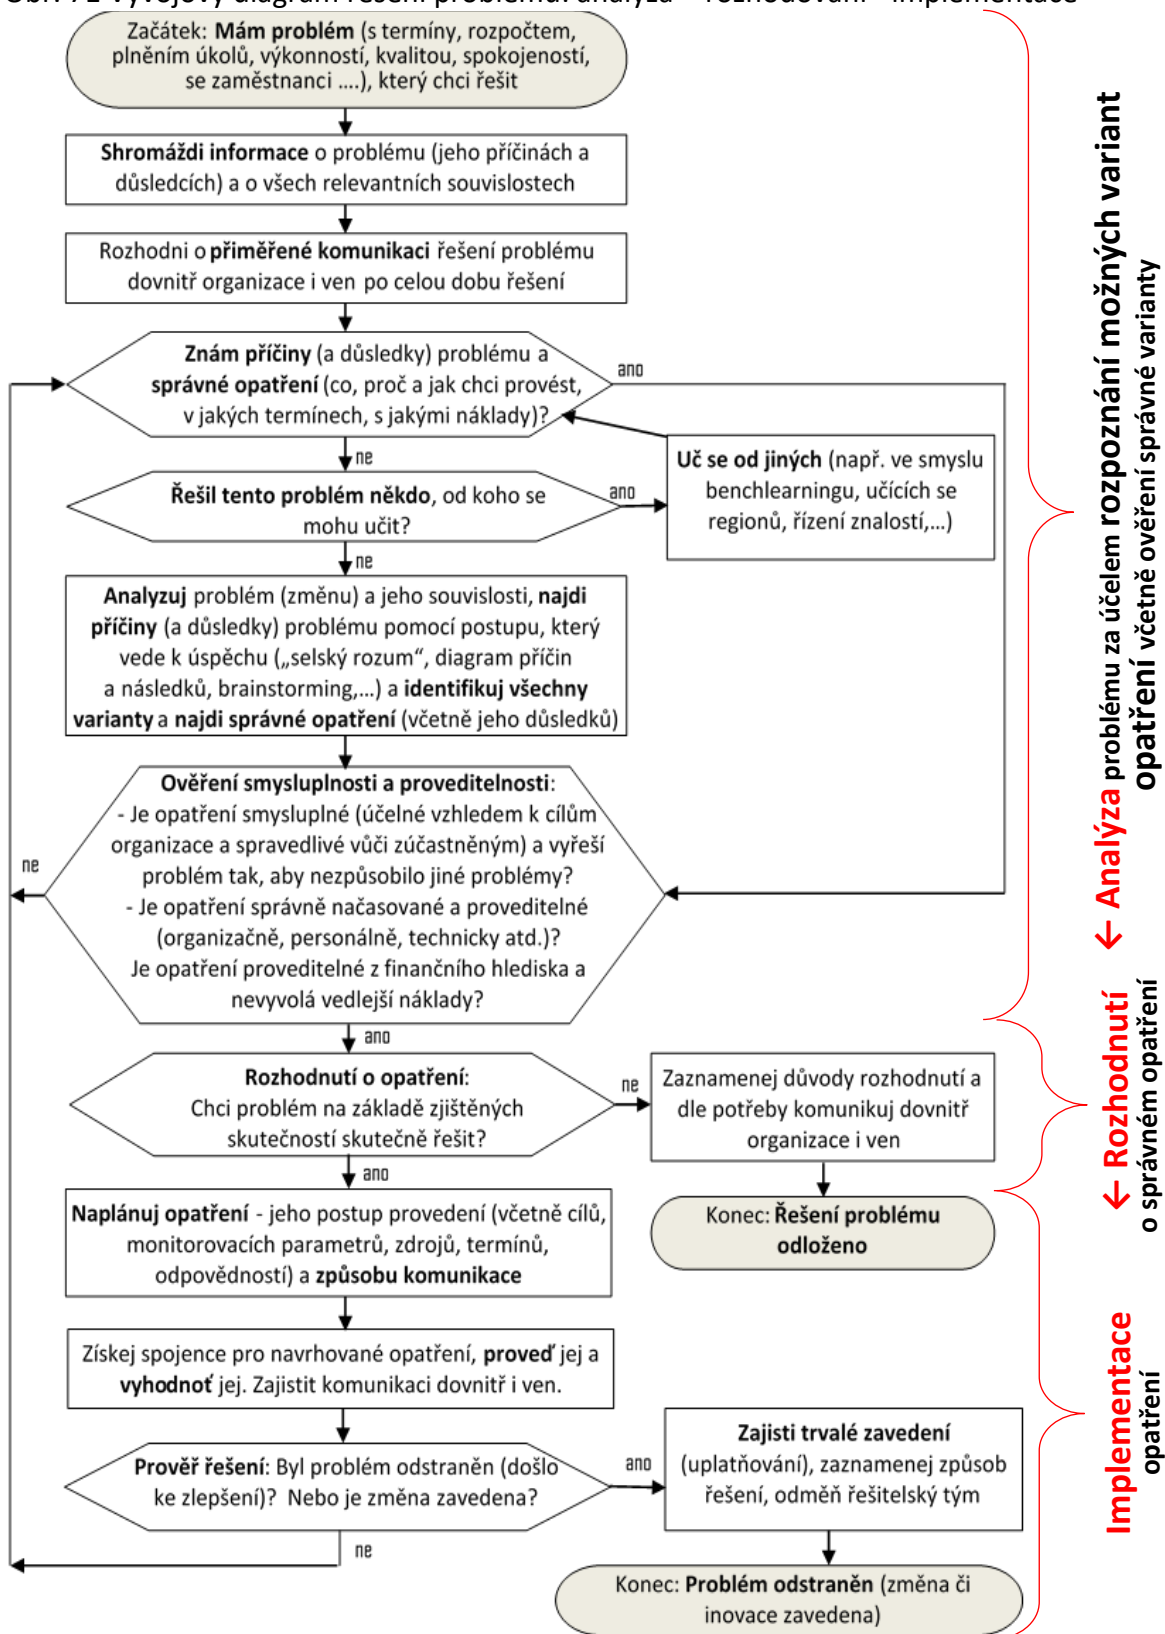 Obr. 71 Vývojový diagram řešení problému: analýza – rozhodování - implementace
Začátek: Mám problém (s termíny, rozpočtem,
plněním úkolů, výkonností, kvalitou, spokojeností,
se zaměstnanci ....), který chci řešit
Shromáždi informace o problému (jeho příčinách a
důsledcích) a o všech relevantních souvislostech
Rozhodni o přiměřené komunikaci řešení problému
dovnitř organizace i ven po celou dobu řešení
Znám příčiny (a důsledky) problému a
správné opatření (co, proč a jak chci provést,
v jakých termínech, s jakými náklady)?
ano
ne
Řešil tento problém někdo, od koho se
mohu učit?
ano
Uč se od jiných (např. ve smyslu
benchlearningu, učících se
regionů, řízení znalostí,...)
ne
Analyzuj problém (změnu) a jeho souvislosti, najdi
příčiny (a důsledky) problému pomocí postupu, který
vede k úspěchu („selský rozum“, diagram příčin
a následků, brainstorming,...) a identifikuj všechny
varianty a najdi správné opatření (včetně jeho důsledků)
Ověření smysluplnosti a proveditelnosti:
- Je opatření smysluplné (účelné vzhledem k cílům
organizace a spravedlivé vůči zúčastněným) a vyřeší
problém tak, aby nezpůsobilo jiné problémy?
- Je opatření správně načasované a proveditelné
(organizačně, personálně, technicky atd.)?
Je opatření proveditelné z finančního hlediska a
nevyvolá vedlejší náklady?
ne
ano
Rozhodnutí o opatření:
Chci problém na základě zjištěných
skutečností skutečně řešit?
ne
Zaznamenej důvody rozhodnutí a
dle potřeby komunikuj dovnitř
organizace i ven
ano
Konec: Řešení problému
odloženo
Naplánuj opatření - jeho postup provedení (včetně cílů,
monitorovacích parametrů, zdrojů, termínů,
odpovědností) a způsobu komunikace
Získej spojence pro navrhované opatření, proveď jej a
vyhodnoť jej. Zajistit komunikaci dovnitř i ven.
Prověř řešení: Byl problém odstraněn (došlo
ke zlepšení)? Nebo je změna zavedena?
ano
Zajisti trvalé zavedení
(uplatňování), zaznamenej způsob
řešení, odměň řešitelský tým
ne
Konec: Problém odstraněn (změna či
inovace zavedena)
← Analýza problému za účelem rozpoznání možných variant
opatření včetně ověření správné varianty
← Rozhodnutí
o správném opatření
Implementace
opatření